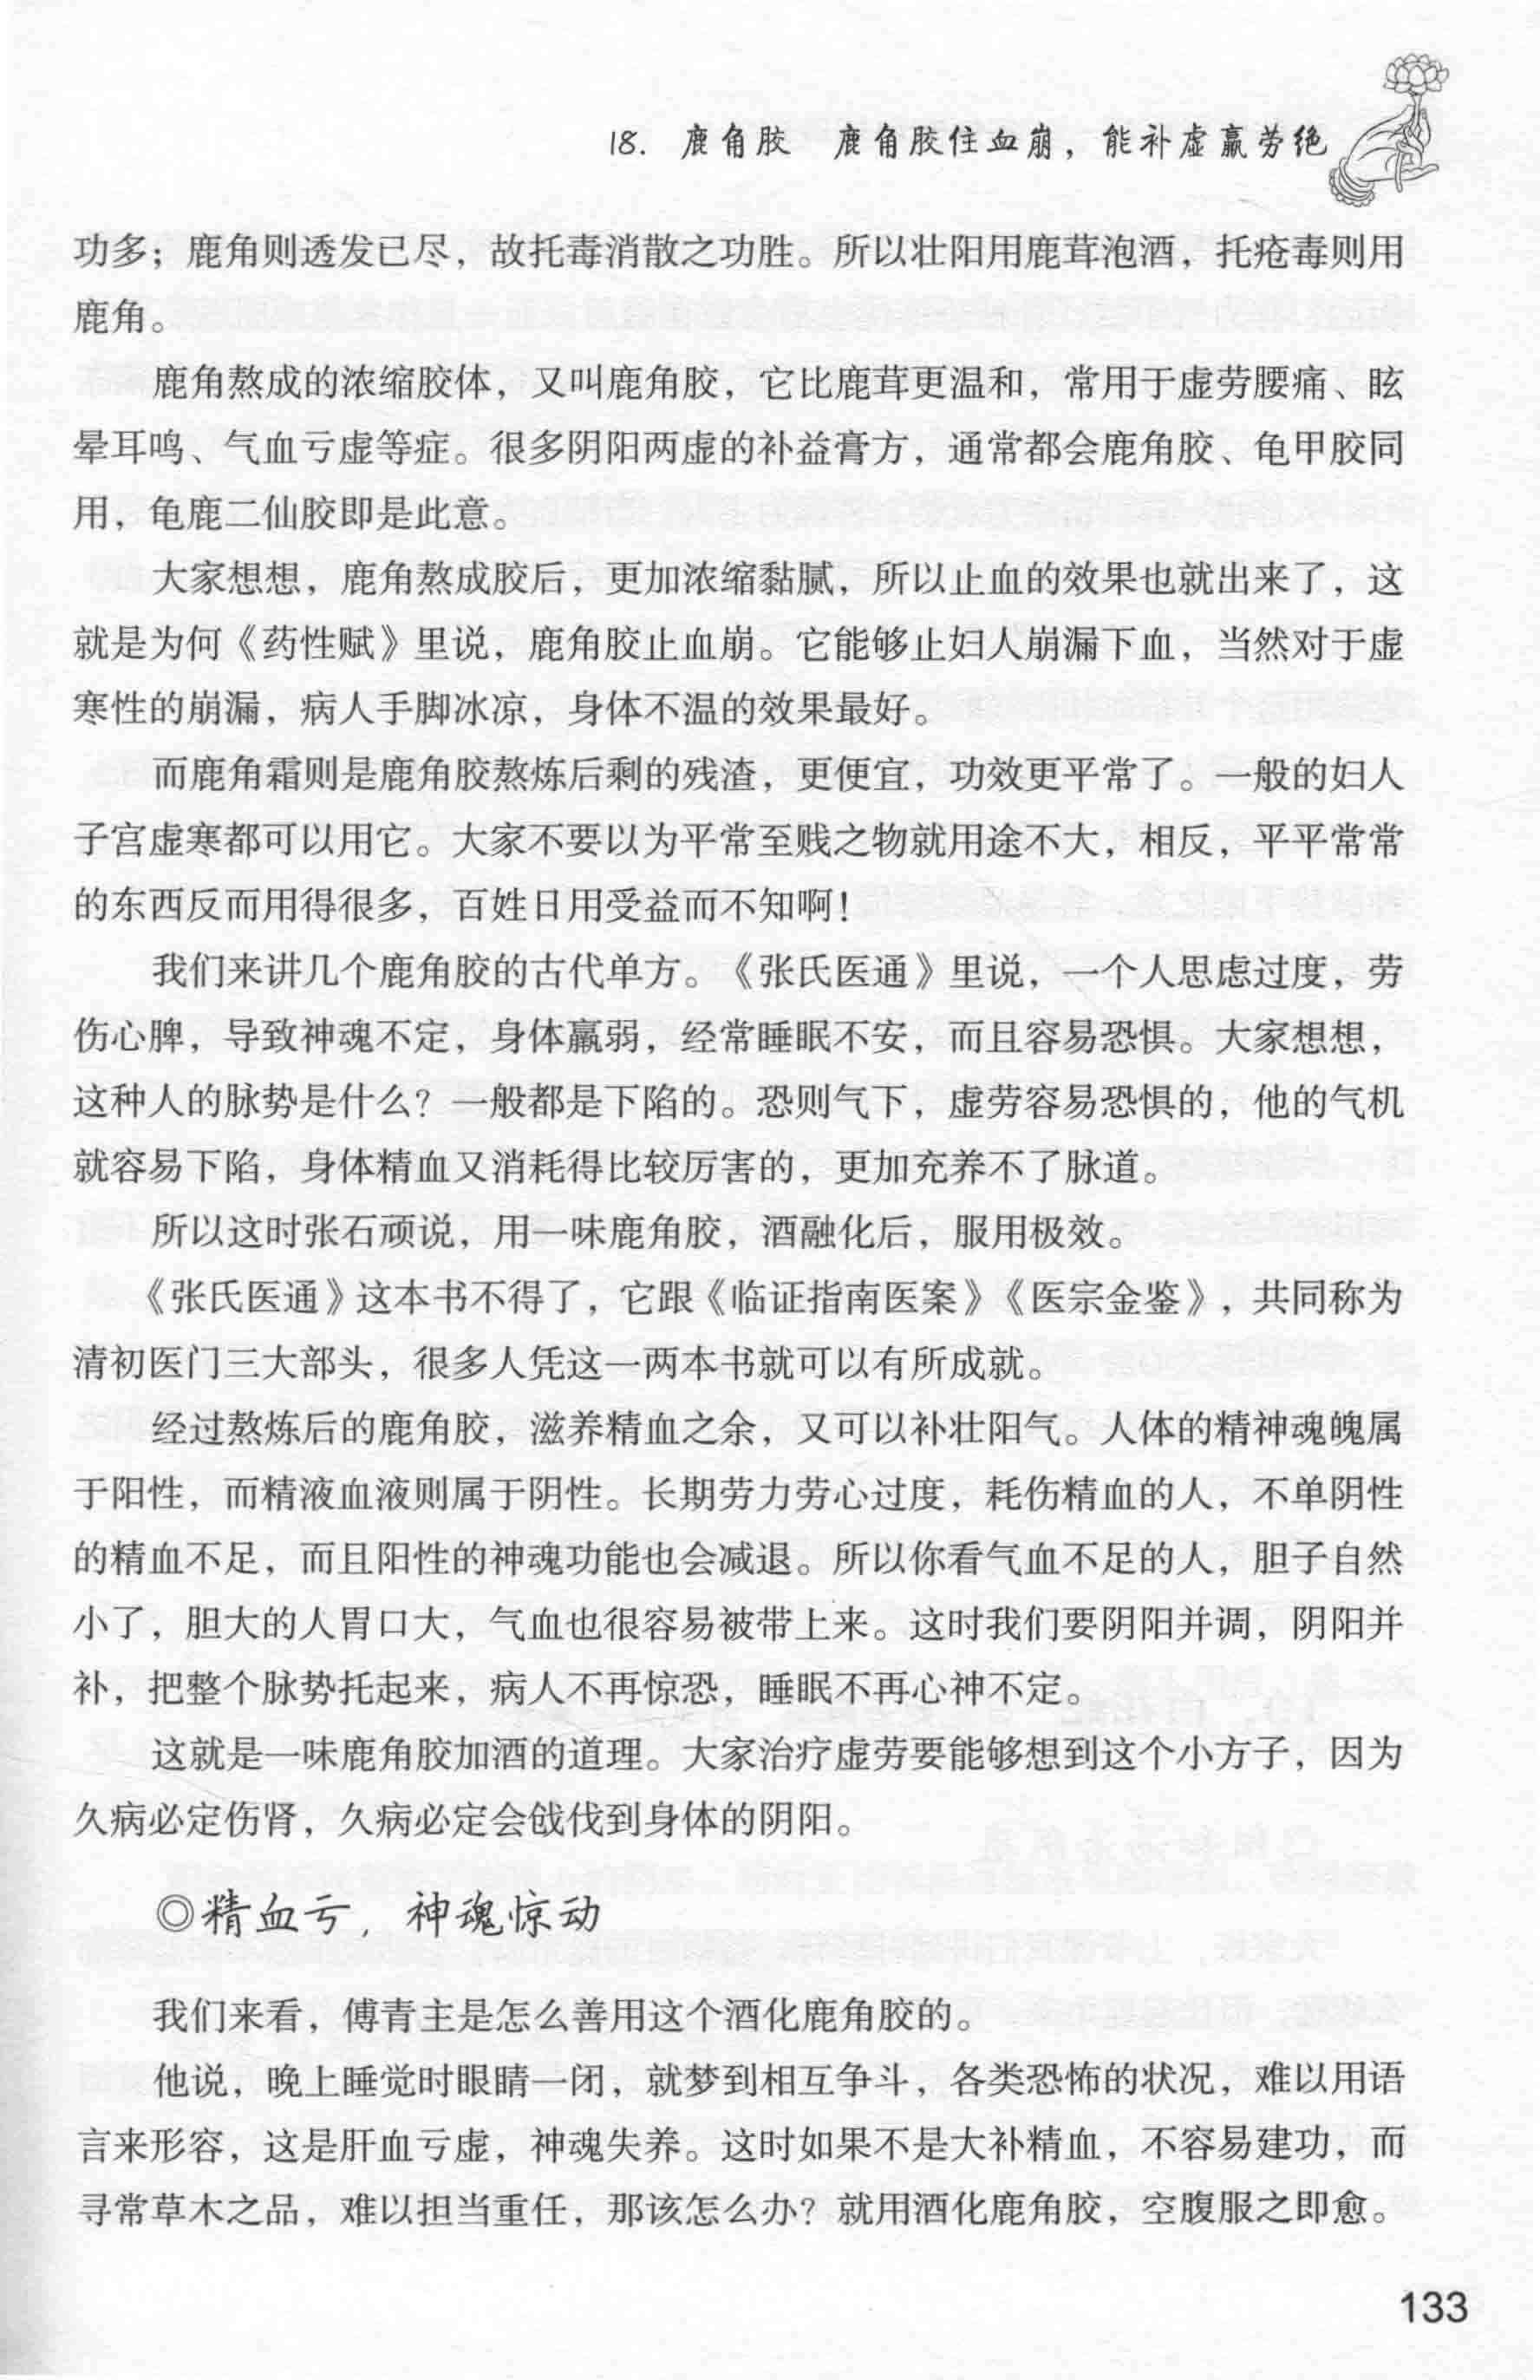 18. 鹿角胶　鹿角胶住血崩，能补虚羸劳绝
功多；鹿角则透发已尽，故托毒消散之功胜。所以壮阳用鹿茸泡酒，托疮毒则用
鹿角。
鹿角熬成的浓缩胶体，又叫鹿角胶，它比鹿茸更温和，常用于虚劳腰痛、眩
晕耳鸣、气血亏虚等症。很多阴阳两虚的补益膏方，通常都会鹿角胶、龟甲胶同
用，龟鹿二仙胶即是此意。
大家想想，鹿角熬成胶后，更加浓缩黏腻，所以止血的效果也就出来了，这
就是为何《药性赋》里说，鹿角胶止血崩。它能够止妇人崩漏下血，当然对于虚
寒性的崩漏，病人手脚冰凉，身体不温的效果最好。
而鹿角霜则是鹿角胶熬炼后剩的残渣，更便宜，功效更平常了。一般的妇人
子宫虚寒都可以用它。大家不要以为平常至贱之物就用途不大，相反，平平常常
的东西反而用得很多，百姓日用受益而不知啊！
我们来讲几个鹿角胶的古代单方。《张氏医通》里说，一个人思虑过度，劳
伤心脾，导致神魂不定，身体羸弱，经常睡眠不安，而且容易恐惧。大家想想，
这种人的脉势是什么？一般都是下陷的。恐则气下，虚劳容易恐惧的，他的气机
就容易下陷，身体精血又消耗得比较厉害的，更加充养不了脉道。
所以这时张石顽说，用一味鹿角胶，酒融化后，服用极效。
《张氏医通》这本书不得了，它跟《临证指南医案》《医宗金鉴》，共同称为
清初医门三大部头，很多人凭这一两本书就可以有所成就。
经过熬炼后的鹿角胶，滋养精血之余，又可以补壮阳气。人体的精神魂魄属
于阳性，而精液血液则属于阴性。长期劳力劳心过度，耗伤精血的人，不单阴性
的精血不足，而且阳性的神魂功能也会减退。所以你看气血不足的人，胆子自然
小了，胆大的人胃口大，气血也很容易被带上来。这时我们要阴阳并调，阴阳并
补，把整个脉势托起来，病人不再惊恐，睡眠不再心神不定。
这就是一味鹿角胶加酒的道理。大家治疗虚劳要能够想到这个小方子，因为
久病必定伤肾，久病必定会戗伐到身体的阴阳。
◎精血亏，神魂惊动
我们来看，傅青主是怎么善用这个酒化鹿角胶的。
他说，晚上睡觉时眼睛一闭，就梦到相互争斗，各类恐怖的状况，难以用语
言来形容，这是肝血亏虚，神魂失养。这时如果不是大补精血，不容易建功，而
寻常草木之品，难以担当重任，那该怎么办？就用酒化鹿角胶，空腹服之即愈。
133